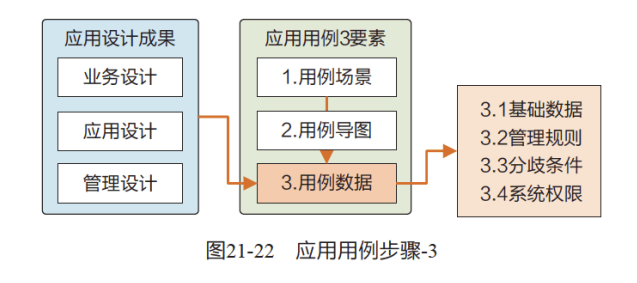 应用设计成果
业务设计
应用设计
管理设计
应用用例3要素
1.用例场景
2.用例导图
3.用例数据
3.1基础数据
3.2管理规则
3.3分歧条件
3.4系统权限
图21-22 应用用例步骤-3